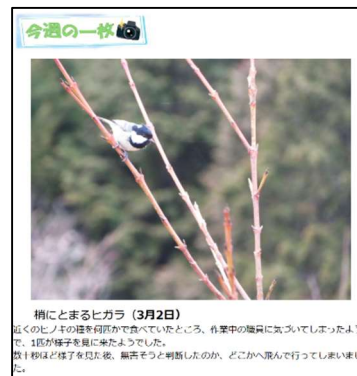 今週の一枚
梢にとまるヒガラ（3月2日）
近くのヒノキの種を何匹かで食べていたところ、作業中の職員に気づいてしまったよう
で、1匹が様子を見に来たようでした。
数十秒ほど様子を見た後、無害そうと判断したのか、どこかへ飛んで行ってしまいまし
た。